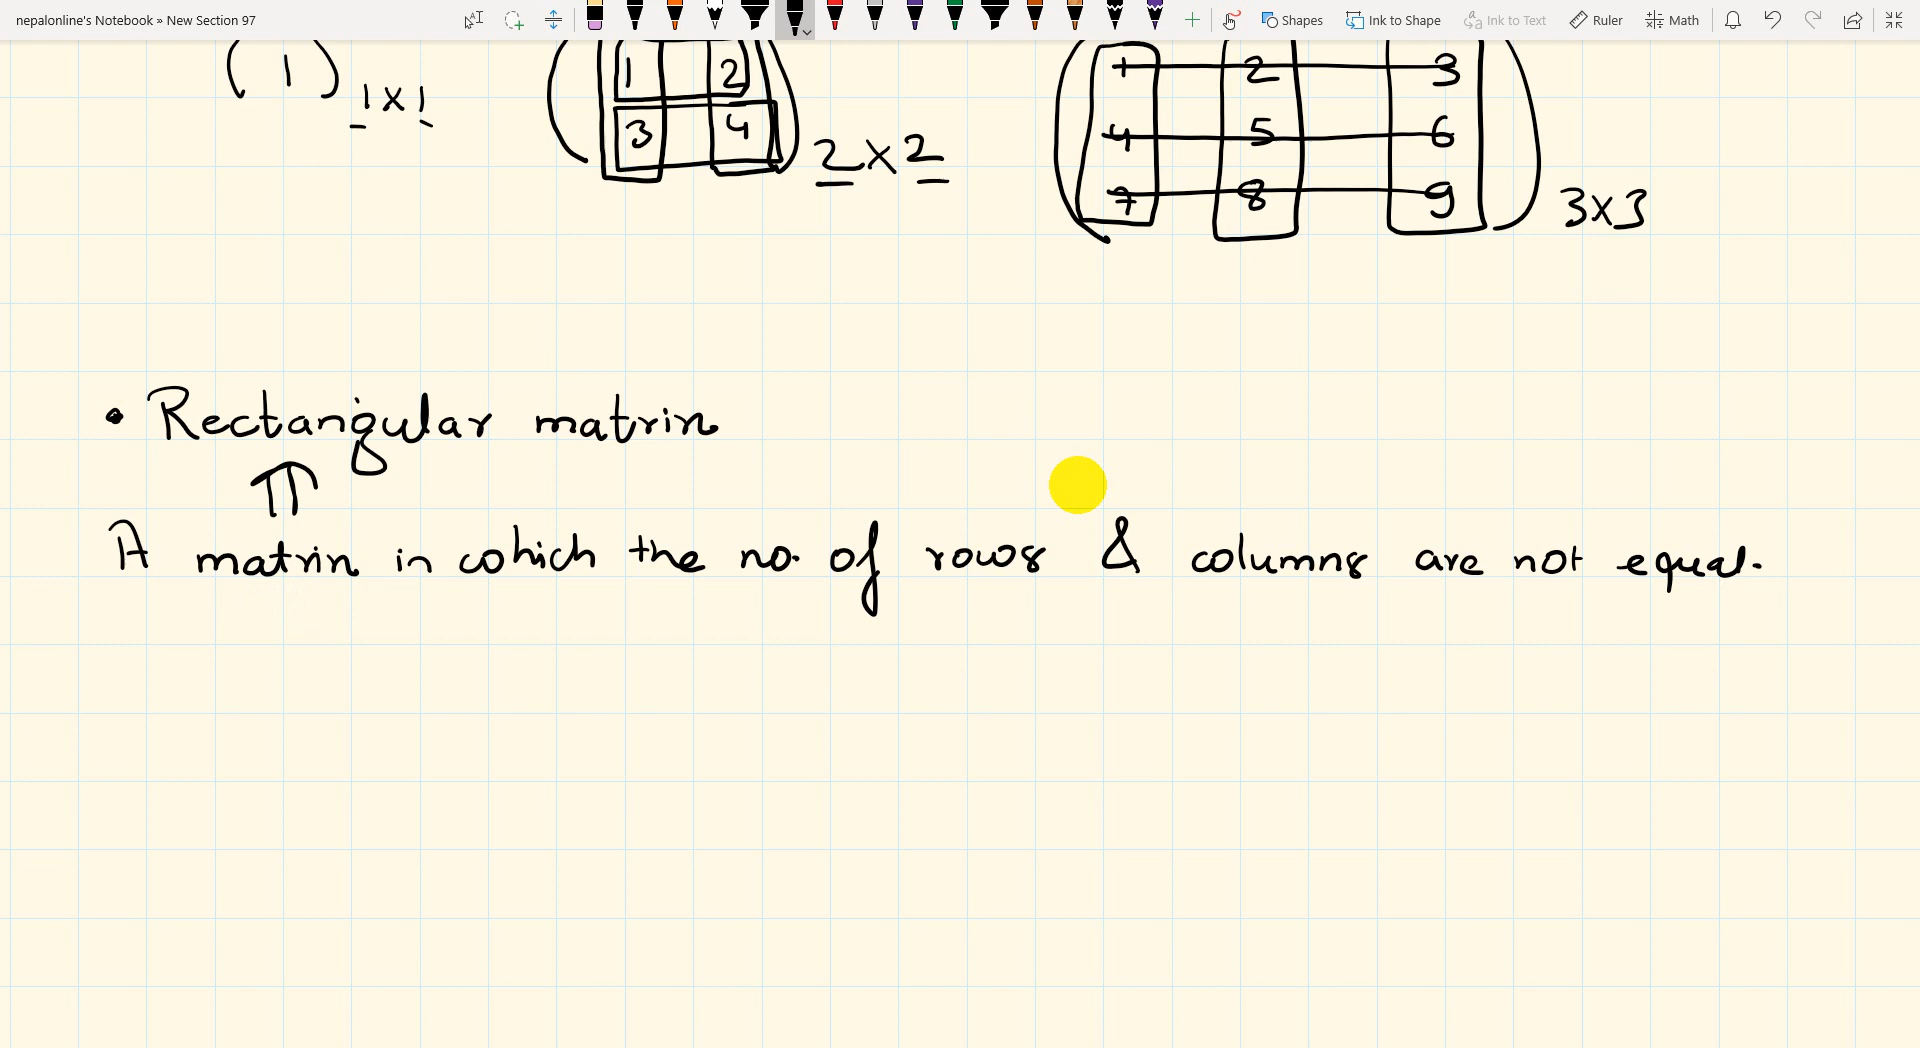 nepalonline's Notebook » New Section 97
Shapes Ink to Shape Ink to Text Ruler Math
( 1 ) 1x1
1 2
3 4
2x2
1 2 3
4 5 6
7 8 9
3x3
• Rectangular matrix
A matrix in which the no. of rows & columns are not equal.